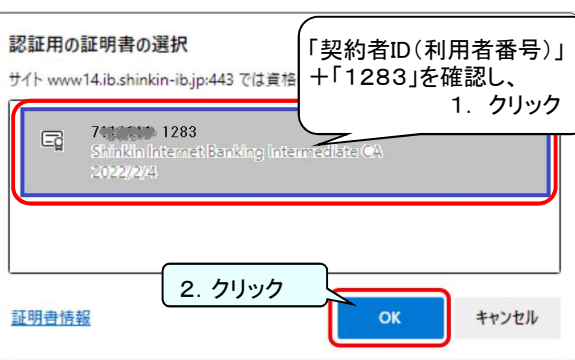 認証用の証明書の選択
サイト www14.ib.shinkin-ib.jp:443 では資格
「契約者ID(利用者番号)」
+「1283」を確認し、
1. クリック
1283
Shinkin Internet Banking Intermediate CA
2022/2/4
2. クリック
証明書情報
OK
キャンセル